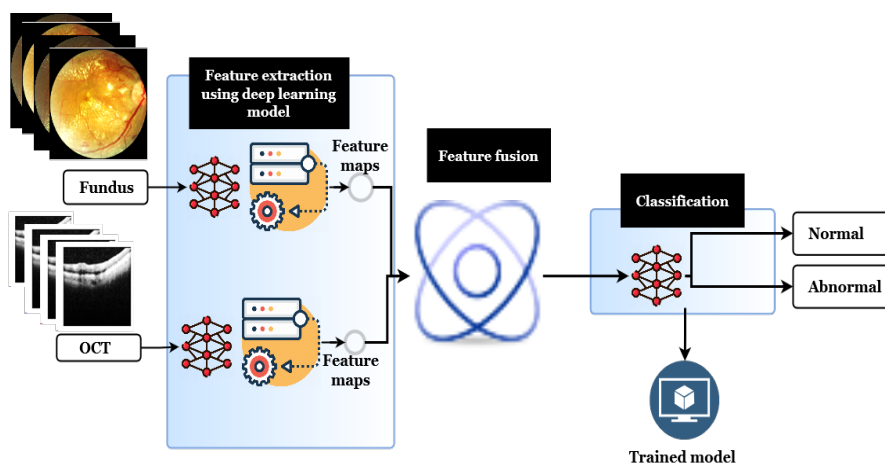 Feature extraction
using deep learning
model
Feature
maps
Fundus
OCT
Feature
maps
Feature fusion
Classification
Normal
Abnormal
Trained model